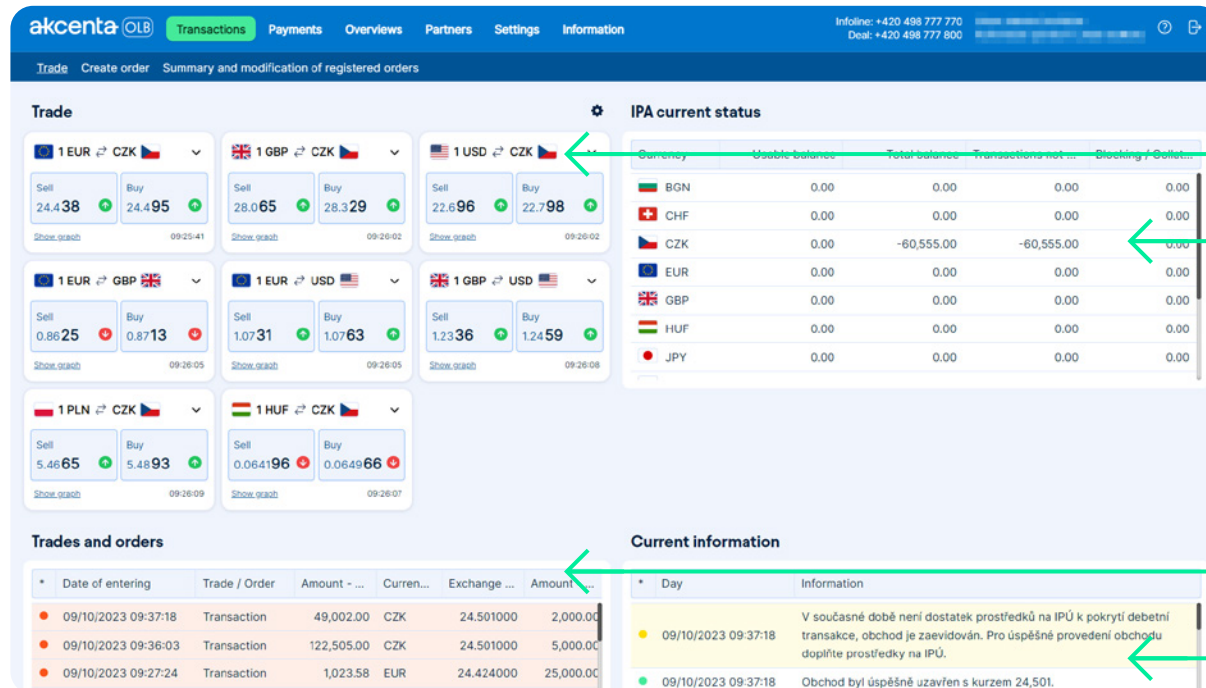 akcenta OLB Transactions Payments Overviews Partners Settings Information
Infoline: +420 498 777 770
Deal: +420 498 777 800
Trade Create order Summary and modification of registered orders
Trade
1 EUR ⇄ CZK
Sell Buy
24.438 24.495
Show graph 09:25:41
1 GBP ⇄ CZK
Sell Buy
28.065 28.329
Show graph 09:26:02
1 USD ⇄ CZK
Sell Buy
22.696 22.798
Show graph 09:26:02
1 EUR ⇄ GBP
Sell Buy
0.8625 0.8713
Show graph 09:26:05
1 EUR ⇄ USD
Sell Buy
1.0731 1.0763
Show graph 09:26:05
1 GBP ⇄ USD
Sell Buy
1.2336 1.2459
Show graph 09:26:08
1 PLN ⇄ CZK
Sell Buy
5.4665 5.4893
Show graph 09:26:09
1 HUF ⇄ CZK
Sell Buy
0.064196 0.064966
Show graph 09:26:07
IPA current status
Currency Usable balance Total balance Transactions not ... Blocking / Collat...
BGN 0.00 0.00 0.00 0.00
CHF 0.00 0.00 0.00 0.00
CZK 0.00 -60,555.00 -60,555.00 0.00
EUR 0.00 0.00 0.00 0.00
GBP 0.00 0.00 0.00 0.00
HUF 0.00 0.00 0.00 0.00
JPY 0.00 0.00 0.00 0.00
Trades and orders
* Date of entering Trade / Order Amount - ... Curren... Exchange ... Amount ...
09/10/2023 09:37:18 Transaction 49,002.00 CZK 24.501000 2,000.00
09/10/2023 09:36:03 Transaction 122,505.00 CZK 24.501000 5,000.00
09/10/2023 09:27:24 Transaction 1,023.58 EUR 24.424000 25,000.00
Current information
* Day Information
09/10/2023 09:37:18 V současné době není dostatek prostředků na IPÚ k pokrytí debetní
transakce, obchod je zaevidován. Pro úspěšné provedení obchodu
doplňte prostředky na IPÚ.
09/10/2023 09:37:18 Obchod byl úspěšně uzavřen s kurzem 24,501.